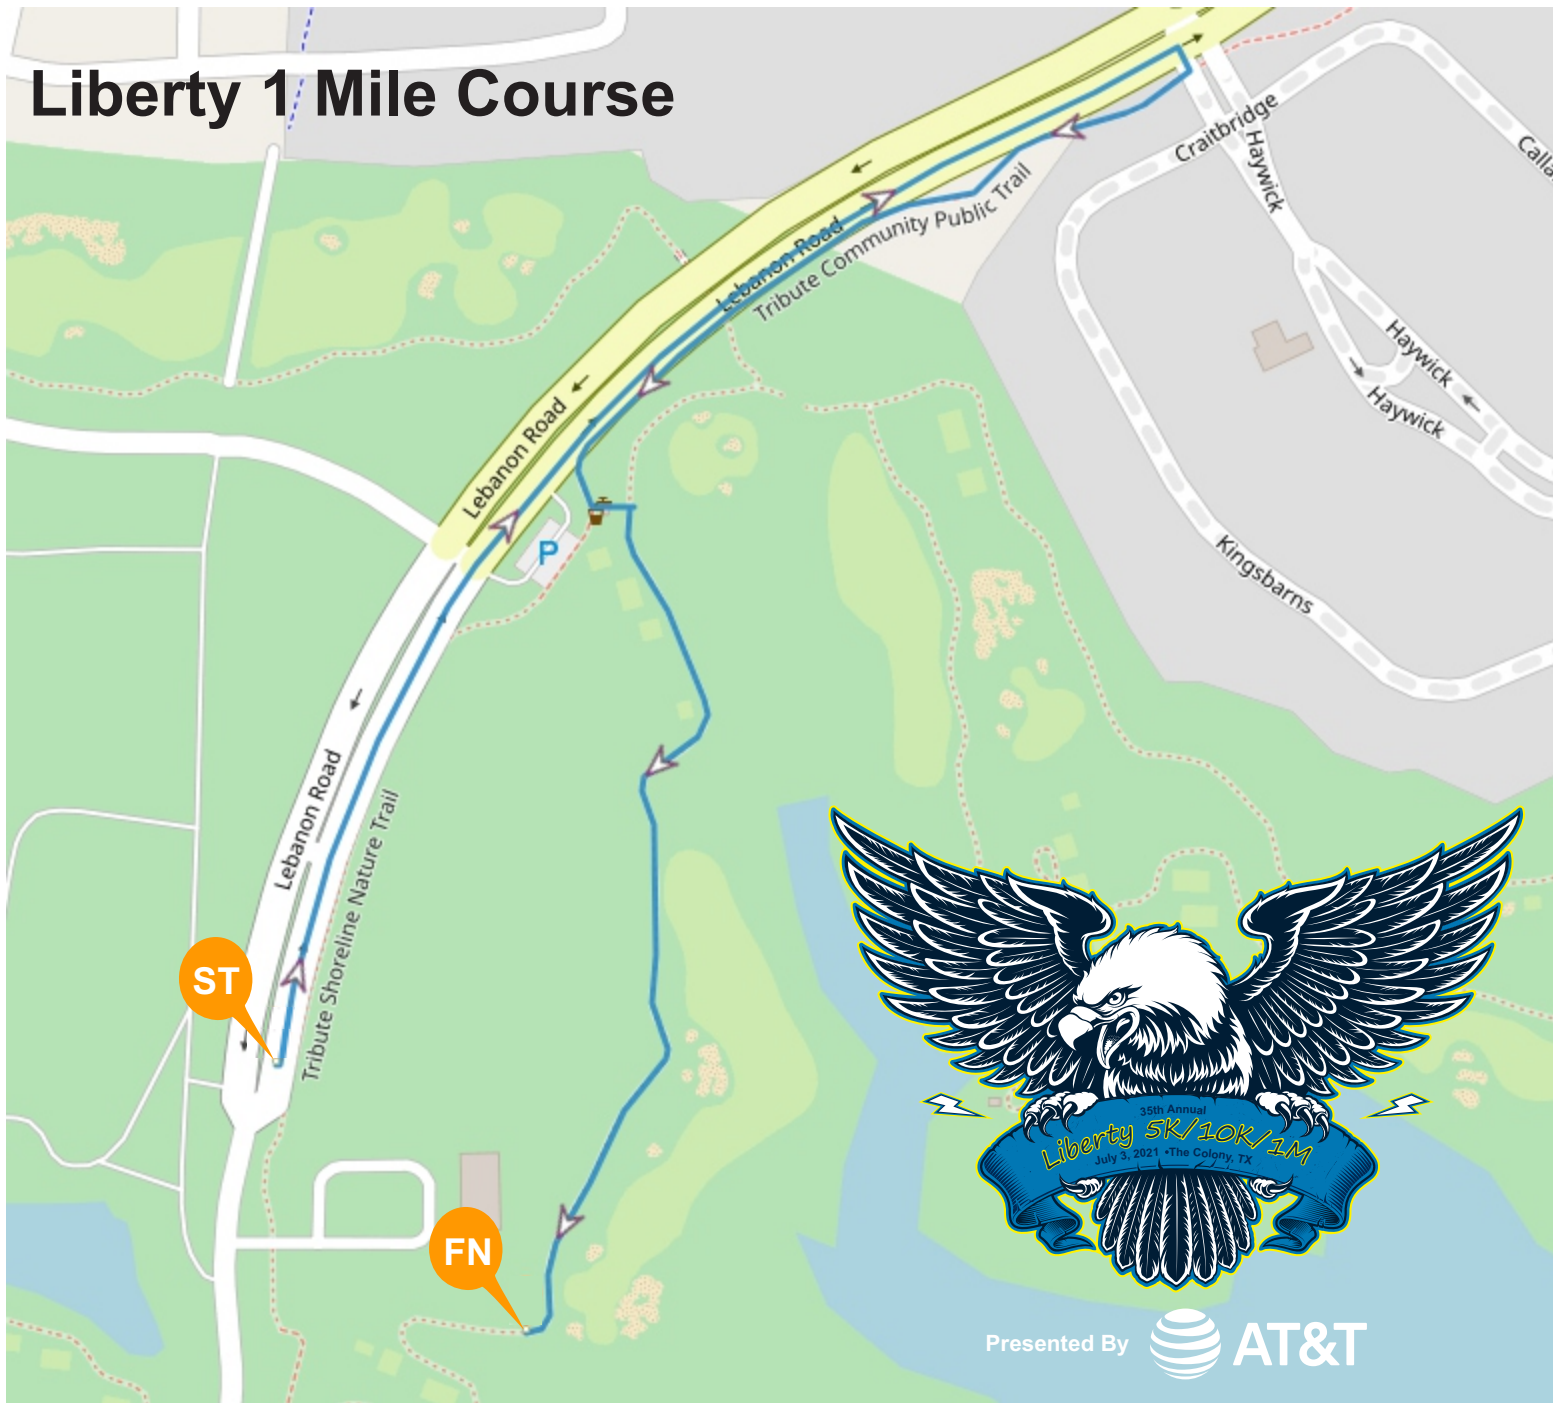 Liberty 1 Mile Course
Craitbridge
Haywick
Calla
Lebanon Road
Tribute Community Public Trail
Haywick
Haywick
Lebanon Road
P
Kingsbarns
Lebanon Road
Tribute Shoreline Nature Trail
ST
35th Annual
Liberty 5K/10K/1M
July 3, 2021 •The Colony, TX
FN
Presented By
AT&T